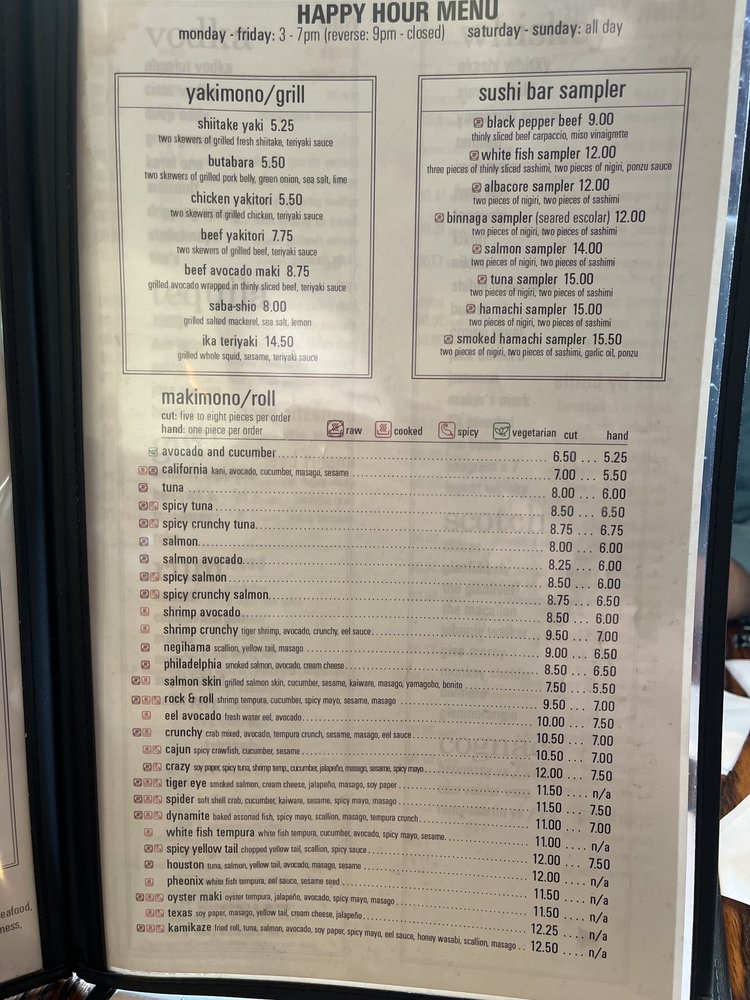 HAPPY HOUR MENU
monday - friday: 3 - 7pm (reverse: 9pm - closed) saturday - sunday: all day
yakimono/grill
shiitake yaki 5.25
two skewers of grilled fresh shiitake, teriyaki sauce
butabara 5.50
two skewers of grilled pork belly, green onion, sea salt, lime
chicken yakitori 5.50
two skewers of grilled chicken, teriyaki sauce
beef yakitori 7.75
two skewers of grilled beef, teriyaki sauce
beef avocado maki 8.75
grilled avocado wrapped in thinly sliced beef, teriyaki sauce
saba-shio 8.00
grilled salted mackerel, sea salt, lemon
ika teriyaki 14.50
grilled whole squid, sesame, teriyaki sauce
sushi bar sampler
black pepper beef 9.00
thinly sliced beef carpaccio, miso vinaigrette
white fish sampler 12.00
three pieces of thinly sliced sashimi, two pieces of nigiri, ponzu sauce
albacore sampler 12.00
two pieces of nigiri, two pieces of sashimi
binnaga sampler (seared escolar) 12.00
two pieces of nigiri, two pieces of sashimi
salmon sampler 14.00
two pieces of nigiri, two pieces of sashimi
tuna sampler 15.00
two pieces of nigiri, two pieces of sashimi
hamachi sampler 15.00
two pieces of nigiri, two pieces of sashimi
smoked hamachi sampler 15.50
two pieces of nigiri, two pieces of sashimi, garlic oil, ponzu
makimono/roll
cut: five to eight pieces per order
hand: one piece per order
raw cooked spicy vegetarian cut hand
avocado and cucumber 6.50 ... 5.25
california kani, avocado, cucumber, masago, sesame 7.00 ... 5.50
tuna 8.00 ... 6.00
spicy tuna 8.50 ... 6.50
spicy crunchy tuna 8.75 ... 6.75
salmon 8.00 ... 6.00
salmon avocado 8.25 ... 6.00
spicy salmon 8.50 ... 6.00
spicy crunchy salmon 8.75 ... 6.50
shrimp avocado 8.50 ... 6.00
shrimp crunchy tiger shrimp, avocado, crunchy, eel sauce 9.50 ... 7.00
negihama scallion, yellow tail, masago 9.00 ... 6.50
philadelphia smoked salmon, avocado, cream cheese 8.50 ... 6.50
salmon skin grilled salmon skin, cucumber, sesame, kaiware, masago, yamagobo, bonito 7.50 ... 5.50
rock & roll shrimp tempura, cucumber, spicy mayo, sesame, masago 9.50 ... 7.00
eel avocado fresh water eel, avocado 10.00 ... 7.50
crunchy crab mixed, avocado, tempura crunch, sesame, masago, eel sauce 10.50 ... 7.00
cajun spicy crawfish, cucumber, sesame 10.50 ... 7.00
crazy soy paper, spicy tuna, shrimp temp., cucumber, jalapeño, masago, sesame, spicy mayo 12.00 ... 7.50
tiger eye smoked salmon, cream cheese, jalapeño, masago, soy paper 11.50 .... n/a
spider soft shell crab, cucumber, kaiware, sesame, spicy mayo, masago 11.50 ... 7.50
dynamite baked assorted fish, spicy mayo, scallion, masago, tempura crunch 11.00 ... 7.00
white fish tempura white fish tempura, cucumber, avocado, spicy mayo, sesame 11.00 .... n/a
spicy yellow tail chopped yellow tail, scallion, spicy sauce 12.00 ... 7.50
houston tuna, salmon, yellow tail, avocado, masago, sesame 12.00 .... n/a
pheonix white fish tempura, eel sauce, sesame seed 11.50 .... n/a
oyster maki oyster tempura, jalapeño, avocado, spicy mayo, masago 11.50 .... n/a
texas soy paper, masago, yellow tail, cream cheese, jalapeño 12.25 .... n/a
kamikaze fried roll, tuna, salmon, avocado, soy paper, spicy mayo, eel sauce, honey wasabi, scallion, masago 12.50 .... n/a